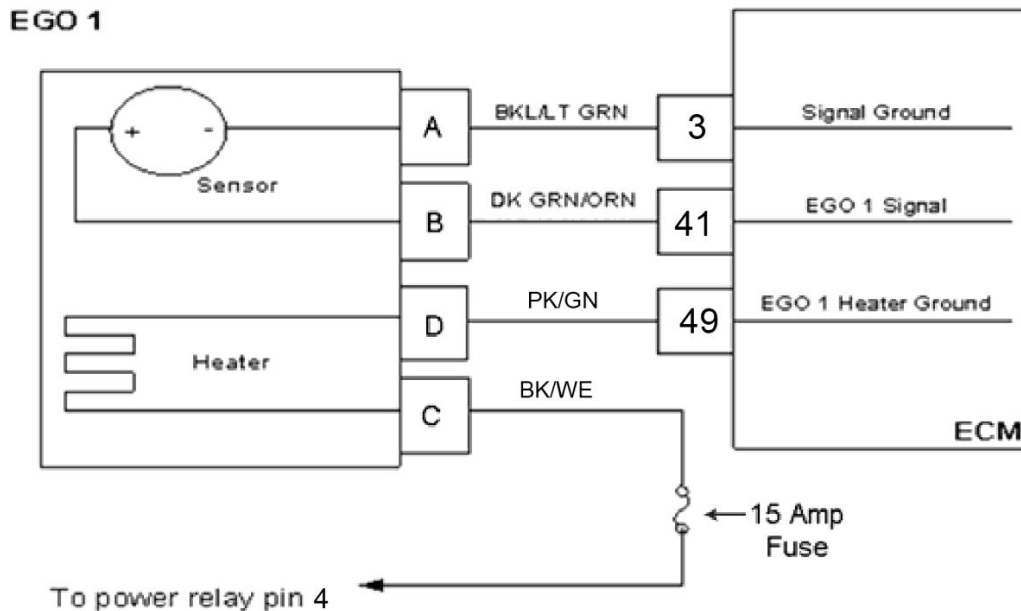 EGO 1
+ -
Sensor
A
BKL/LT GRN
3
Signal Ground
B
DK GRN/ORN
41
EGO 1 Signal
D
PK/GN
49
EGO 1 Heater Ground
Heater
C
BK/WE
ECM
15 Amp
Fuse
To power relay pin 4